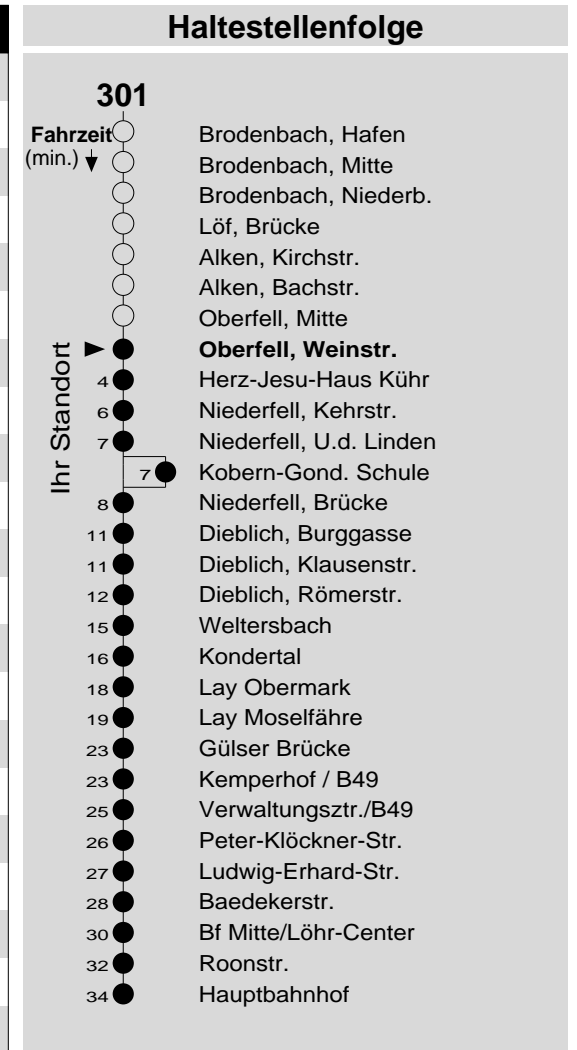 Haltestellenfolge
301
Fahrzeit
(min.)
Brodenbach, Hafen
Brodenbach, Mitte
Brodenbach, Niederb.
Löf, Brücke
Alken, Kirchstr.
Alken, Bachstr.
Oberfell, Mitte
Ihr Standort
Oberfell, Weinstr.
4 Herz-Jesu-Haus Kühr
6 Niederfell, Kehrstr.
7 Niederfell, U.d. Linden
7 Kobern-Gond. Schule
8 Niederfell, Brücke
11 Dieblich, Burggasse
11 Dieblich, Klausenstr.
12 Dieblich, Römerstr.
15 Weltersbach
16 Kondertal
18 Lay Obermark
19 Lay Moselfähre
23 Gülser Brücke
23 Kemperhof / B49
25 Verwaltungsztr./B49
26 Peter-Klöckner-Str.
27 Ludwig-Erhard-Str.
28 Baedekerstr.
30 Bf Mitte/Löhr-Center
32 Roonstr.
34 Hauptbahnhof